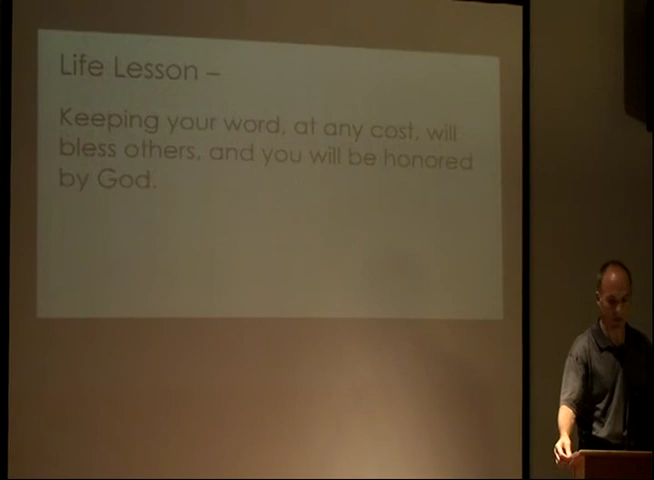 Life Lesson –
Keeping your word, at any cost, will
bless others, and you will be honored
by God.